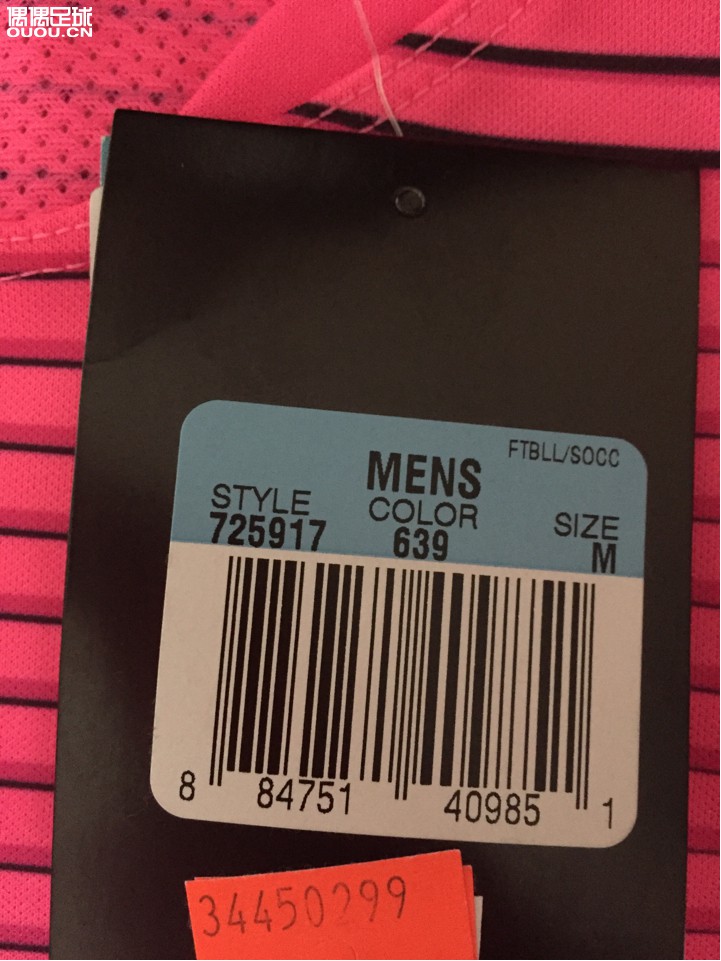 偶偶足球
OUOU.CN
FTBLL/SOCC
MENS
STYLE COLOR SIZE
725917 639 M
8 84751 40985 1
34450299